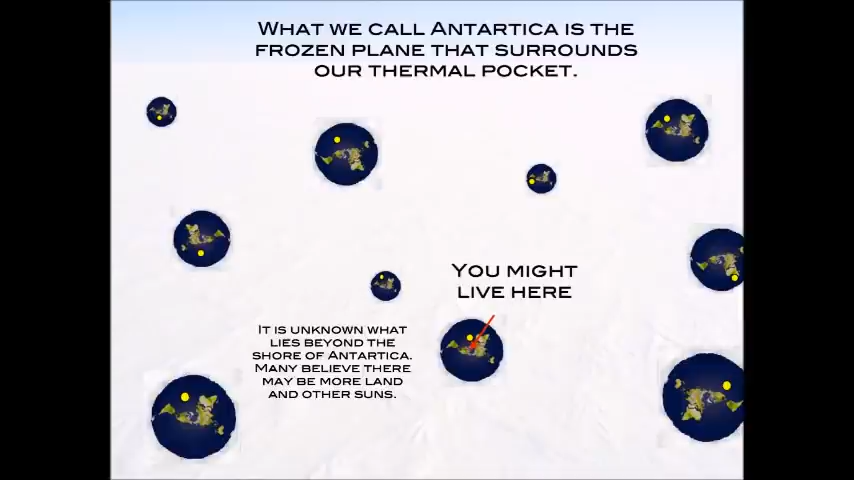 What we call Antartica is the
frozen plane that surrounds
our thermal pocket.
You might
live here
It is unknown what
lies beyond the
shore of Antartica.
Many believe there
may be more land
and other suns.